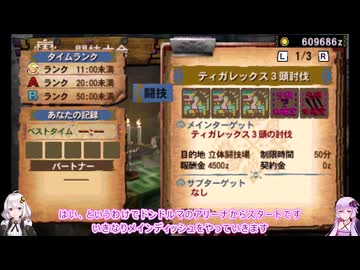 闘技大会
609686z
タイムランク
S ランク 11:00未満
A ランク 20:00未満
B ランク 50:00未満
あなたの記録
ベストタイム --:--
パートナー
闘技
L 1/3 R
ティガレックス3頭討伐
メインターゲット
ティガレックス3頭の討伐
目的地 立体闘技場 制限時間 50分
報酬金 4500z 契約金 0z
サブターゲット
なし
はい、というわけでドンドルマのアリーナからスタートです
いきなりメインディッシュをやっていきます